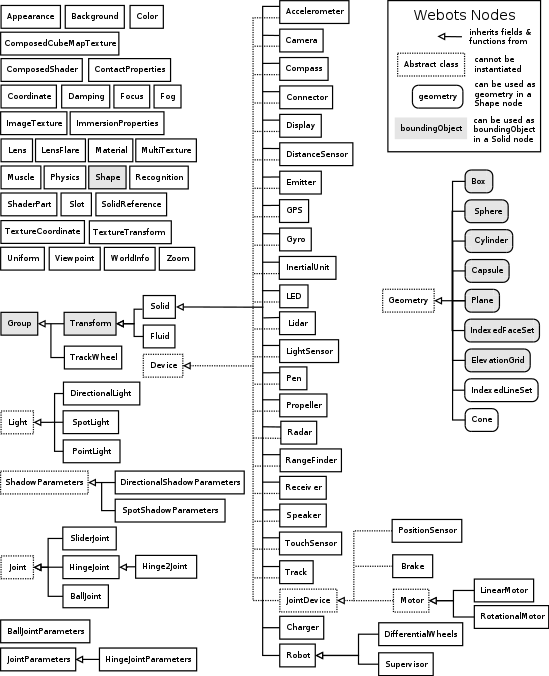 Appearance Background Color
ComposedCubeMapTexture
ComposedShader ContactProperties
Coordinate Damping Focus Fog
ImageTexture ImmersionProperties
Lens LensFlare Material MultiTexture
Muscle Physics Shape Recognition
ShaderPart Slot SolidReference
TextureCoordinate TextureTransform
Uniform Viewpoint WorldInfo Zoom
Group Transform Solid
Fluid
TrackWheel
Device
Light DirectionalLight
SpotLight
PointLight
ShadowParameters DirectionalShadowParameters
SpotShadowParameters
Joint SliderJoint
HingeJoint Hinge2Joint
BallJoint
BallJointParameters
JointParameters HingeJointParameters
Accelerometer
Camera
Compass
Connector
Display
DistanceSensor
Emitter
GPS
Gyro
InertialUnit
LED
Lidar
LightSensor
Pen
Propeller
Radar
RangeFinder
Receiver
Speaker
TouchSensor
Track
JointDevice
Charger
Robot
PositionSensor
Brake
Motor
LinearMotor
RotationalMotor
DifferentialWheels
Supervisor
Webots Nodes
inherits fields &
functions from
Abstract class
cannot be
instantiated
geometry
can be used as
geometry in a
Shape node
boundingObject
can be used as
boundingObject
in a Solid node
Geometry
Box
Sphere
Cylinder
Capsule
Plane
IndexedFaceSet
ElevationGrid
IndexedLineSet
Cone